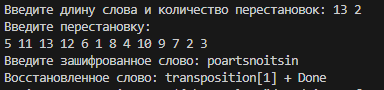 Введите длину слова и количество перестановок: 13 2
Введите перестановку:
5 11 13 12 6 1 8 4 10 9 7 2 3
Введите зашифрованное слово: poartsnoitsin
Восстановленное слово: transposition[1] + Done